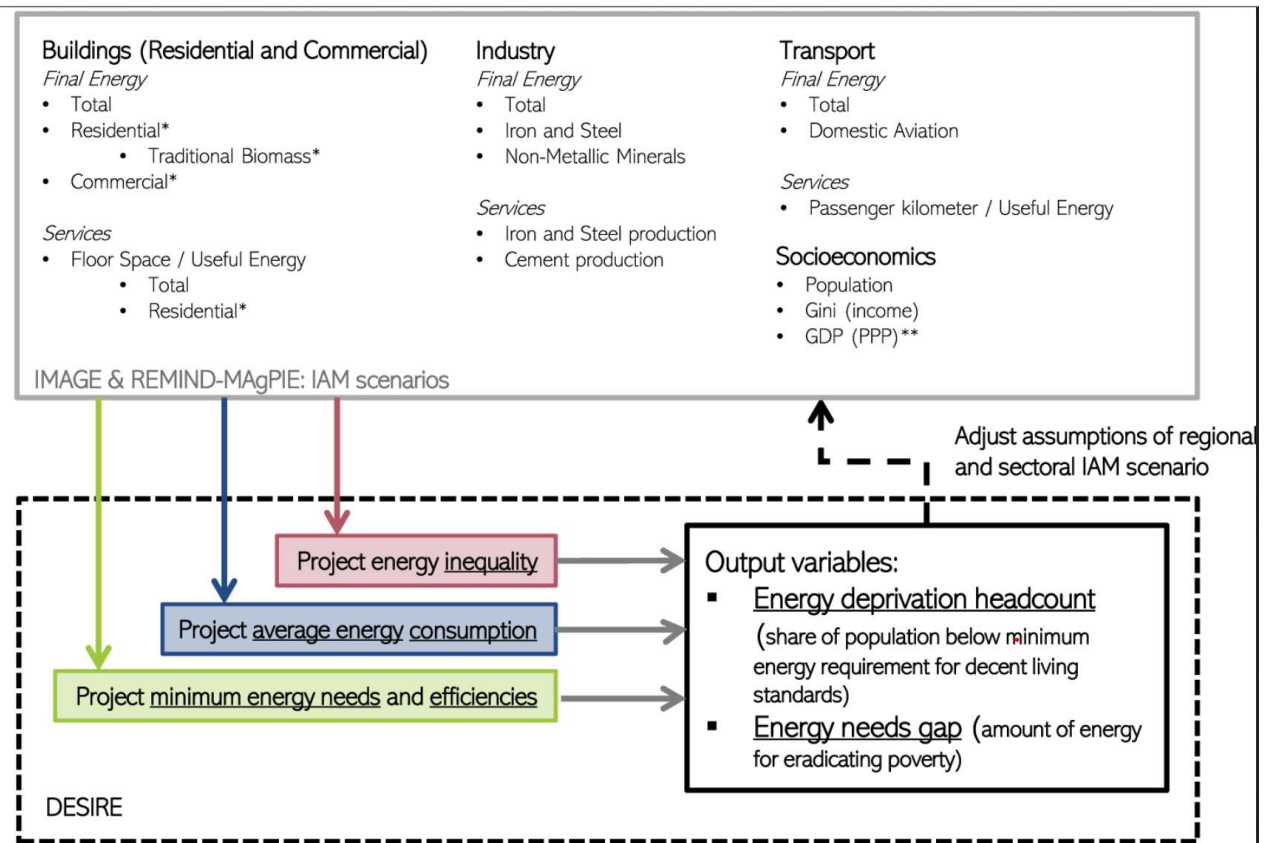 Buildings (Residential and Commercial)
Final Energy
• Total
• Residential*
• Traditional Biomass*
• Commercial*
Services
• Floor Space / Useful Energy
• Total
• Residential*
Industry
Final Energy
• Total
• Iron and Steel
• Non-Metallic Minerals
Services
• Iron and Steel production
• Cement production
Transport
Final Energy
• Total
• Domestic Aviation
Services
• Passenger kilometer / Useful Energy
Socioeconomics
• Population
• Gini (income)
• GDP (PPP)**
IMAGE & REMIND-MAgPIE: IAM scenarios
Adjust assumptions of regional
and sectoral IAM scenario
Project energy inequality
Project average energy consumption
Project minimum energy needs and efficiencies
Output variables:
▪ Energy deprivation headcount
(share of population below minimum
energy requirement for decent living
standards)
▪ Energy needs gap (amount of energy
for eradicating poverty)
DESIRE